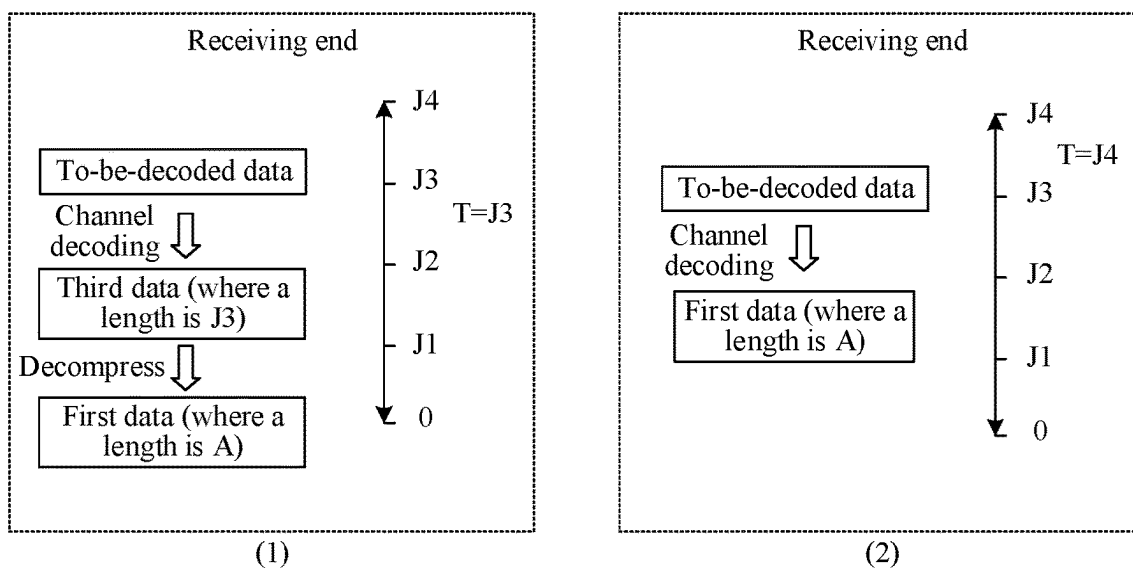 Receiving end
To-be-decoded data
Channel
decoding
Third data (where a
length is J3)
Decompress
First data (where a
length is A)
J4
J3
T=J3
J2
J1
0
(1)
Receiving end
To-be-decoded data
Channel
decoding
First data (where a
length is A)
J4
T=J4
J3
J2
J1
0
(2)